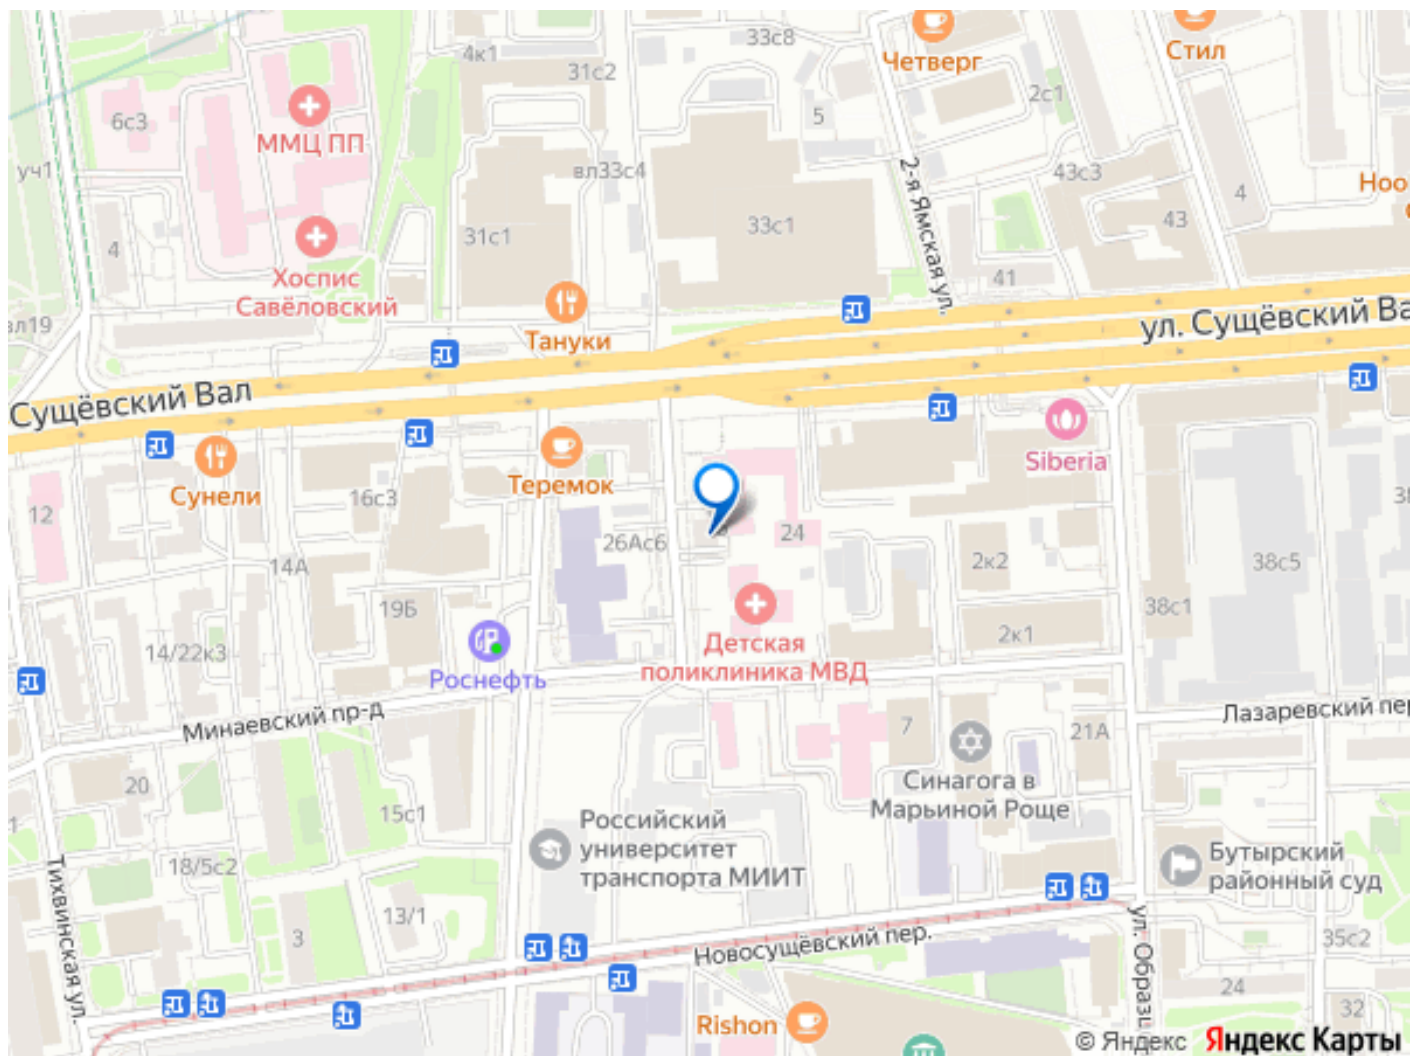 33с8
4к1
31с2
Четверг
Стил
2с1
6с3
5
ММЦ ПП
уч1
вл33с4
2-я Ямская ул.
43с3
4
Ноо
4
31с1
33с1
43
Хоспис
Савёловский
41
вл19
Тануки
ул. Сущёвский Ва
Сущёвский Вал
Siberia
Сунели
Теремок
16с3
12
26Ас6
24
14А
2к2
38с5
19Б
38с1
2к1
14/22к3
Детская
поликлиника МВД
Роснефть
Минаевский пр-д
Лазаревский пер
7
21А
20
Синагога в
Марьиной Роще
15с1
Российский
университет
транспорта МИИТ
Бутырский
районный суд
18/5с2
Тихвинская ул.
13/1
3
Новосущёвский пер.
ул. Образц
35с2
24
32
Rishon
© Яндекс Яндекс Карты